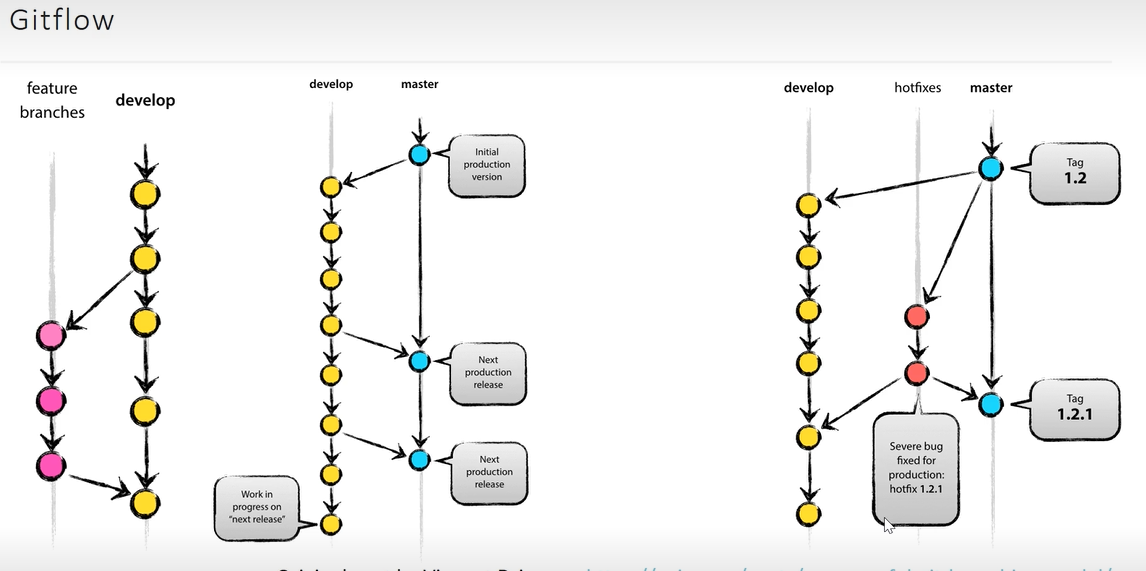 Gitflow
feature
branches
develop
develop
master
Initial
production
version
Next
production
release
Next
production
release
Work in
progress on
“next release”
develop
hotfixes
master
Tag
1.2
Tag
1.2.1
Severe bug
fixed for
production:
hotfix 1.2.1